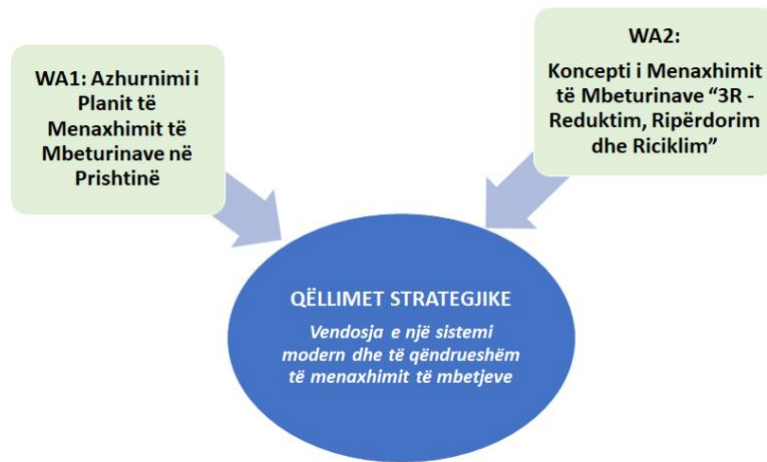 WA1: Azhurnimi i
Planit të
Menaxhimit të
Mbeturinave në
Prishtinë
WA2:
Koncepti i Menaxhimit
të Mbeturinave “3R -
Reduktim, Ripërdorim
dhe Riciklim”
QËLLIMET STRATEGJIKE
Vendosja e një sistemi
modern dhe të qëndrueshëm
të menaxhimit të mbetjeve